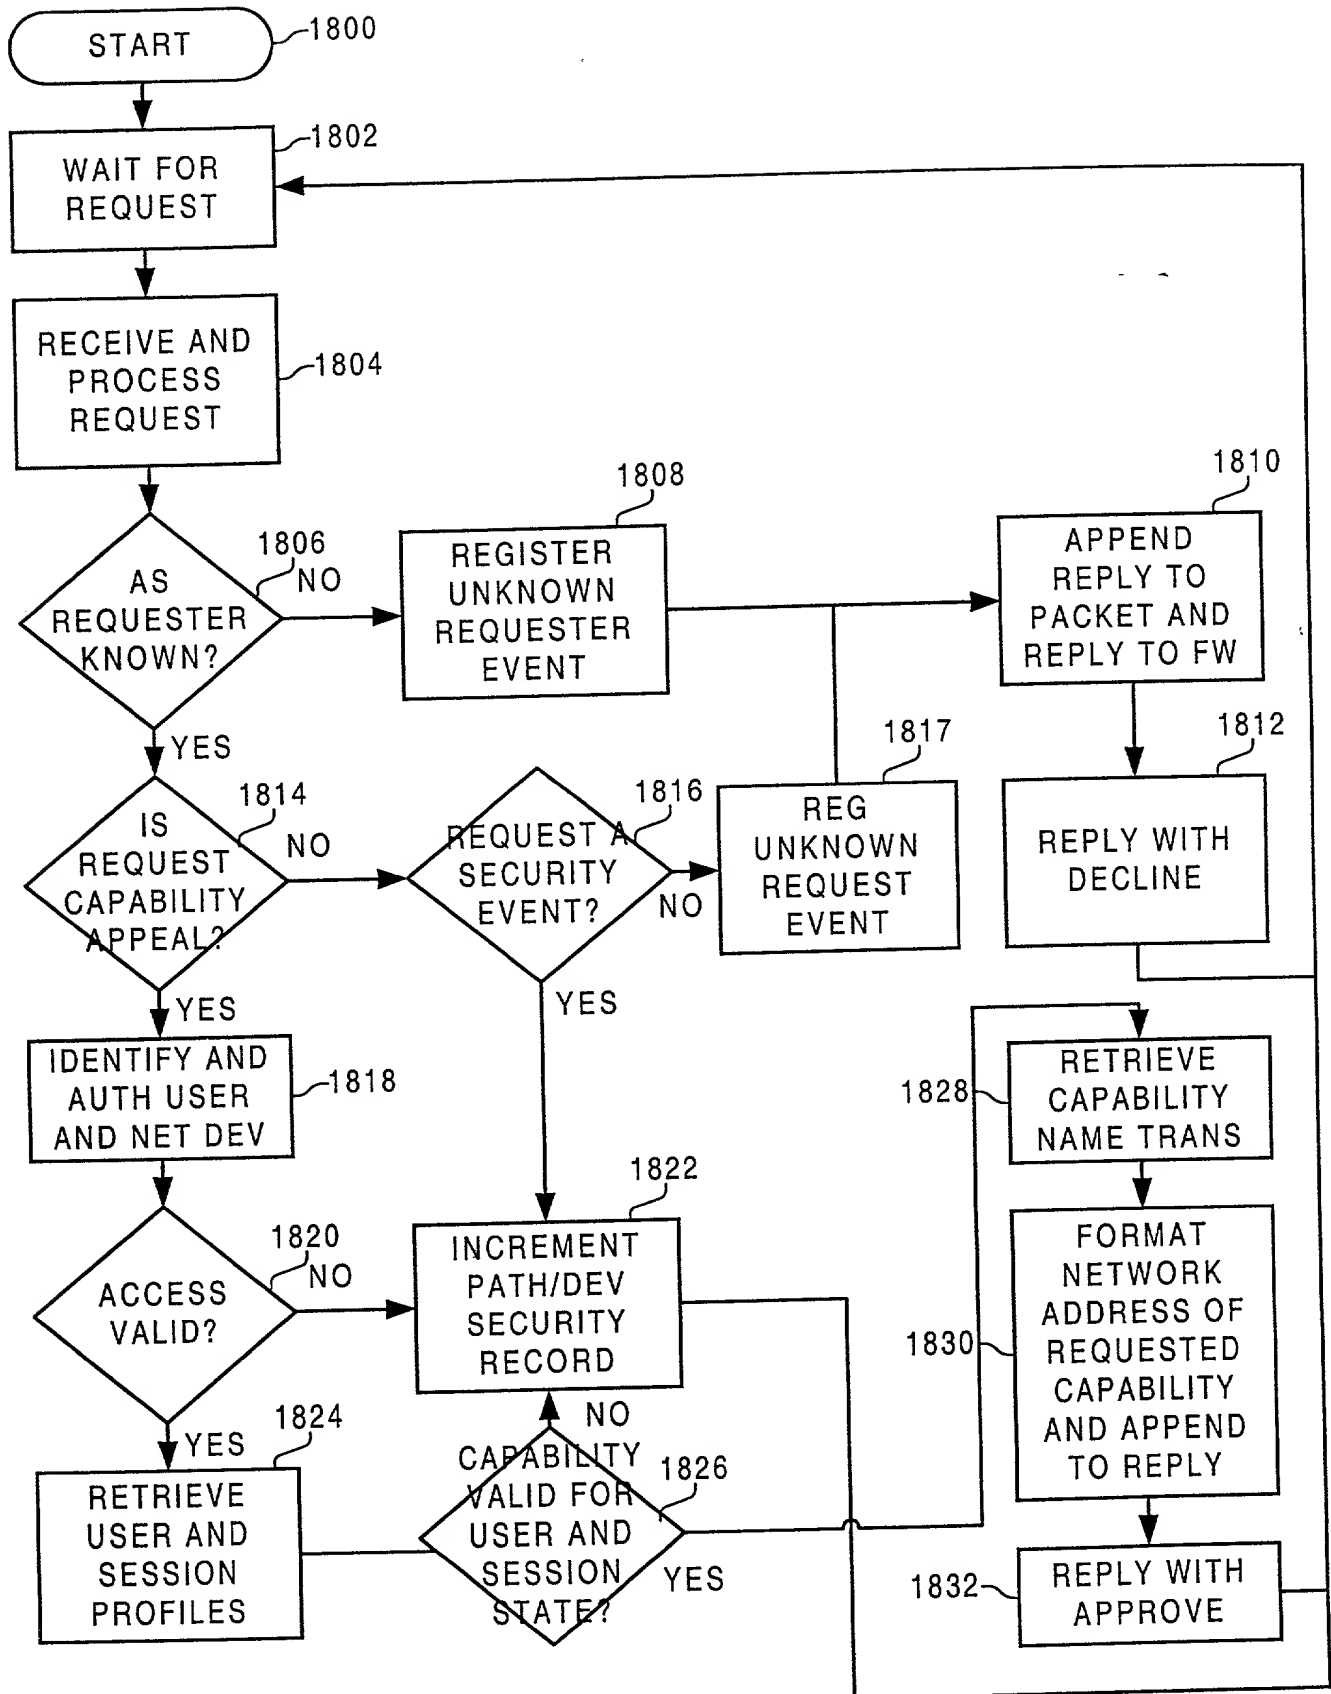 START
1800
1802
WAIT FOR
REQUEST
RECEIVE AND
PROCESS
REQUEST
1804
1806
AS
REQUESTER
KNOWN?
NO
YES
1808
REGISTER
UNKNOWN
REQUESTER
EVENT
1810
APPEND
REPLY TO
PACKET AND
REPLY TO FW
1812
REPLY WITH
DECLINE
1814
IS
REQUEST
CAPABILITY
APPEAL?
NO
YES
1816
REQUEST A
SECURITY
EVENT?
NO
YES
1817
REG
UNKNOWN
REQUEST
EVENT
IDENTIFY AND
AUTH USER
AND NET DEV
1818
1820
ACCESS
VALID?
NO
YES
1822
INCREMENT
PATH/DEV
SECURITY
RECORD
1824
RETRIEVE
USER AND
SESSION
PROFILES
NO
CAPABILITY
VALID FOR
USER AND
SESSION
STATE?
1826
YES
1828
RETRIEVE
CAPABILITY
NAME TRANS
1830
FORMAT
NETWORK
ADDRESS OF
REQUESTED
CAPABILITY
AND APPEND
TO REPLY
1832
REPLY WITH
APPROVE